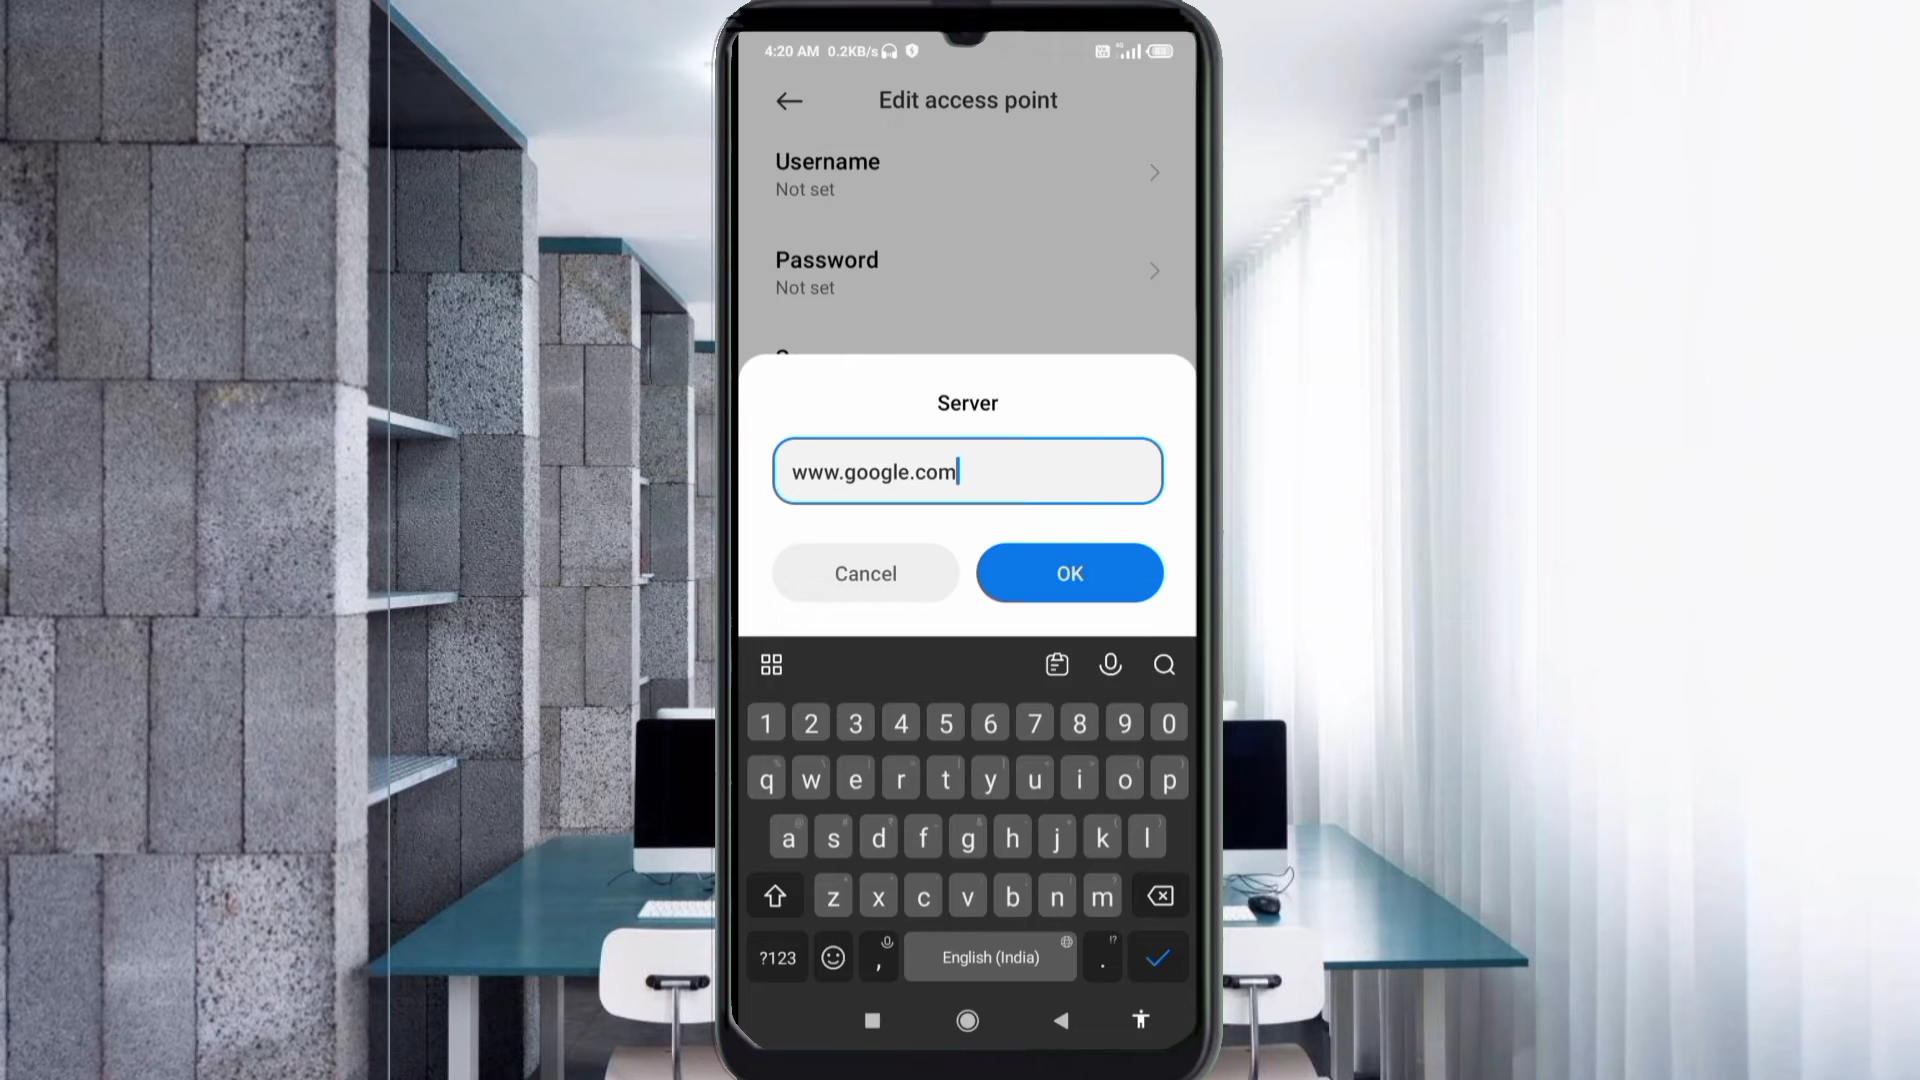 4:20 AM 0.2KB/s
Edit access point
Username
Not set
Password
Not set
Server
www.google.com
Cancel OK
1 2 3 4 5 6 7 8 9 0
q w e r t y u i o p
a s d f g h j k l
z x c v b n m
?123 , English (India) .